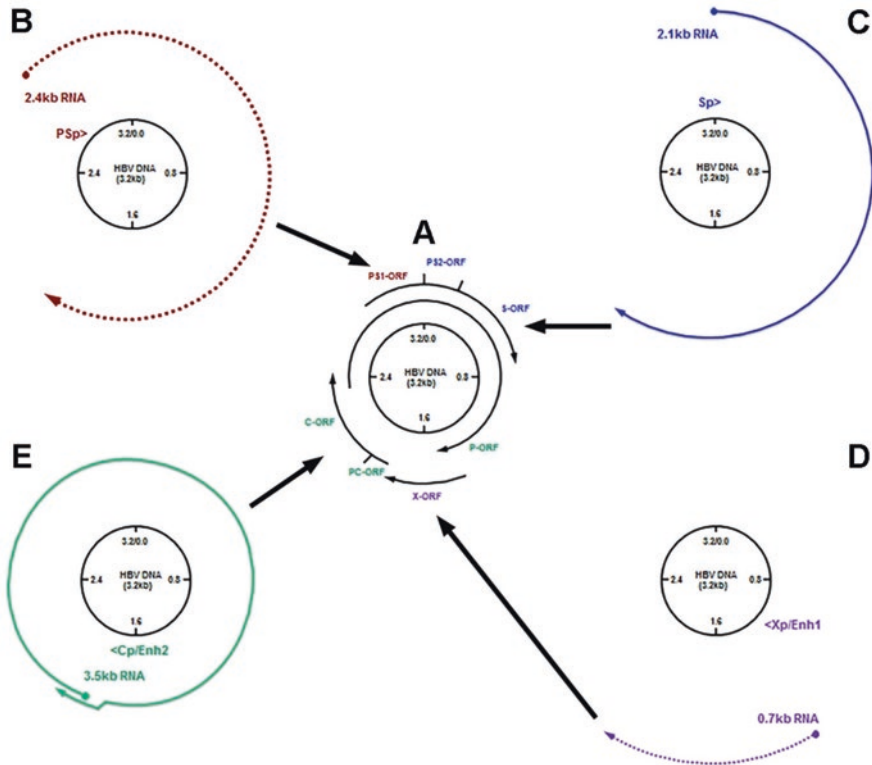 B
2.4kb RNA
PSp>
3.2/0.0
2.4
HBV DNA
(3.2kb)
0.8
1.6
C
2.1kb RNA
Sp>
3.2/0.0
2.4
HBV DNA
(3.2kb)
0.8
1.6
A
PS1-ORF
PS2-ORF
S-ORF
3.2/0.0
2.4
HBV DNA
(3.2kb)
0.8
1.6
C-ORF
P-ORF
PC-ORF
X-ORF
E
3.2/0.0
2.4
HBV DNA
(3.2kb)
0.8
1.6
<Cp/Enh2
3.5kb RNA
D
3.2/0.0
2.4
HBV DNA
(3.2kb)
0.8
1.6
<Xp/Enh1
0.7kb RNA